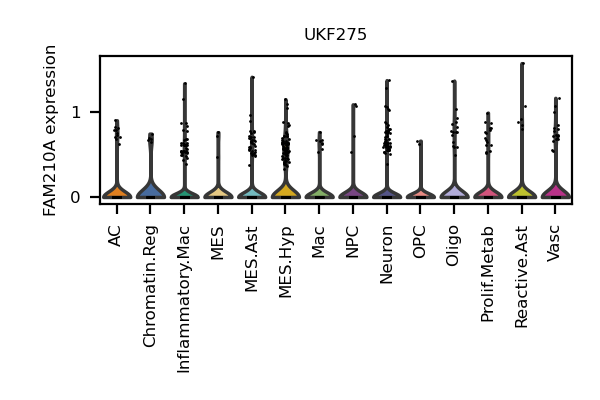 UKF275
FAM210A expression
1
0
AC
Chromatin.Reg
Inflammatory.Mac
MES
MES.Ast
MES.Hyp
Mac
NPC
Neuron
OPC
Oligo
Prolif.Metab
Reactive.Ast
Vasc